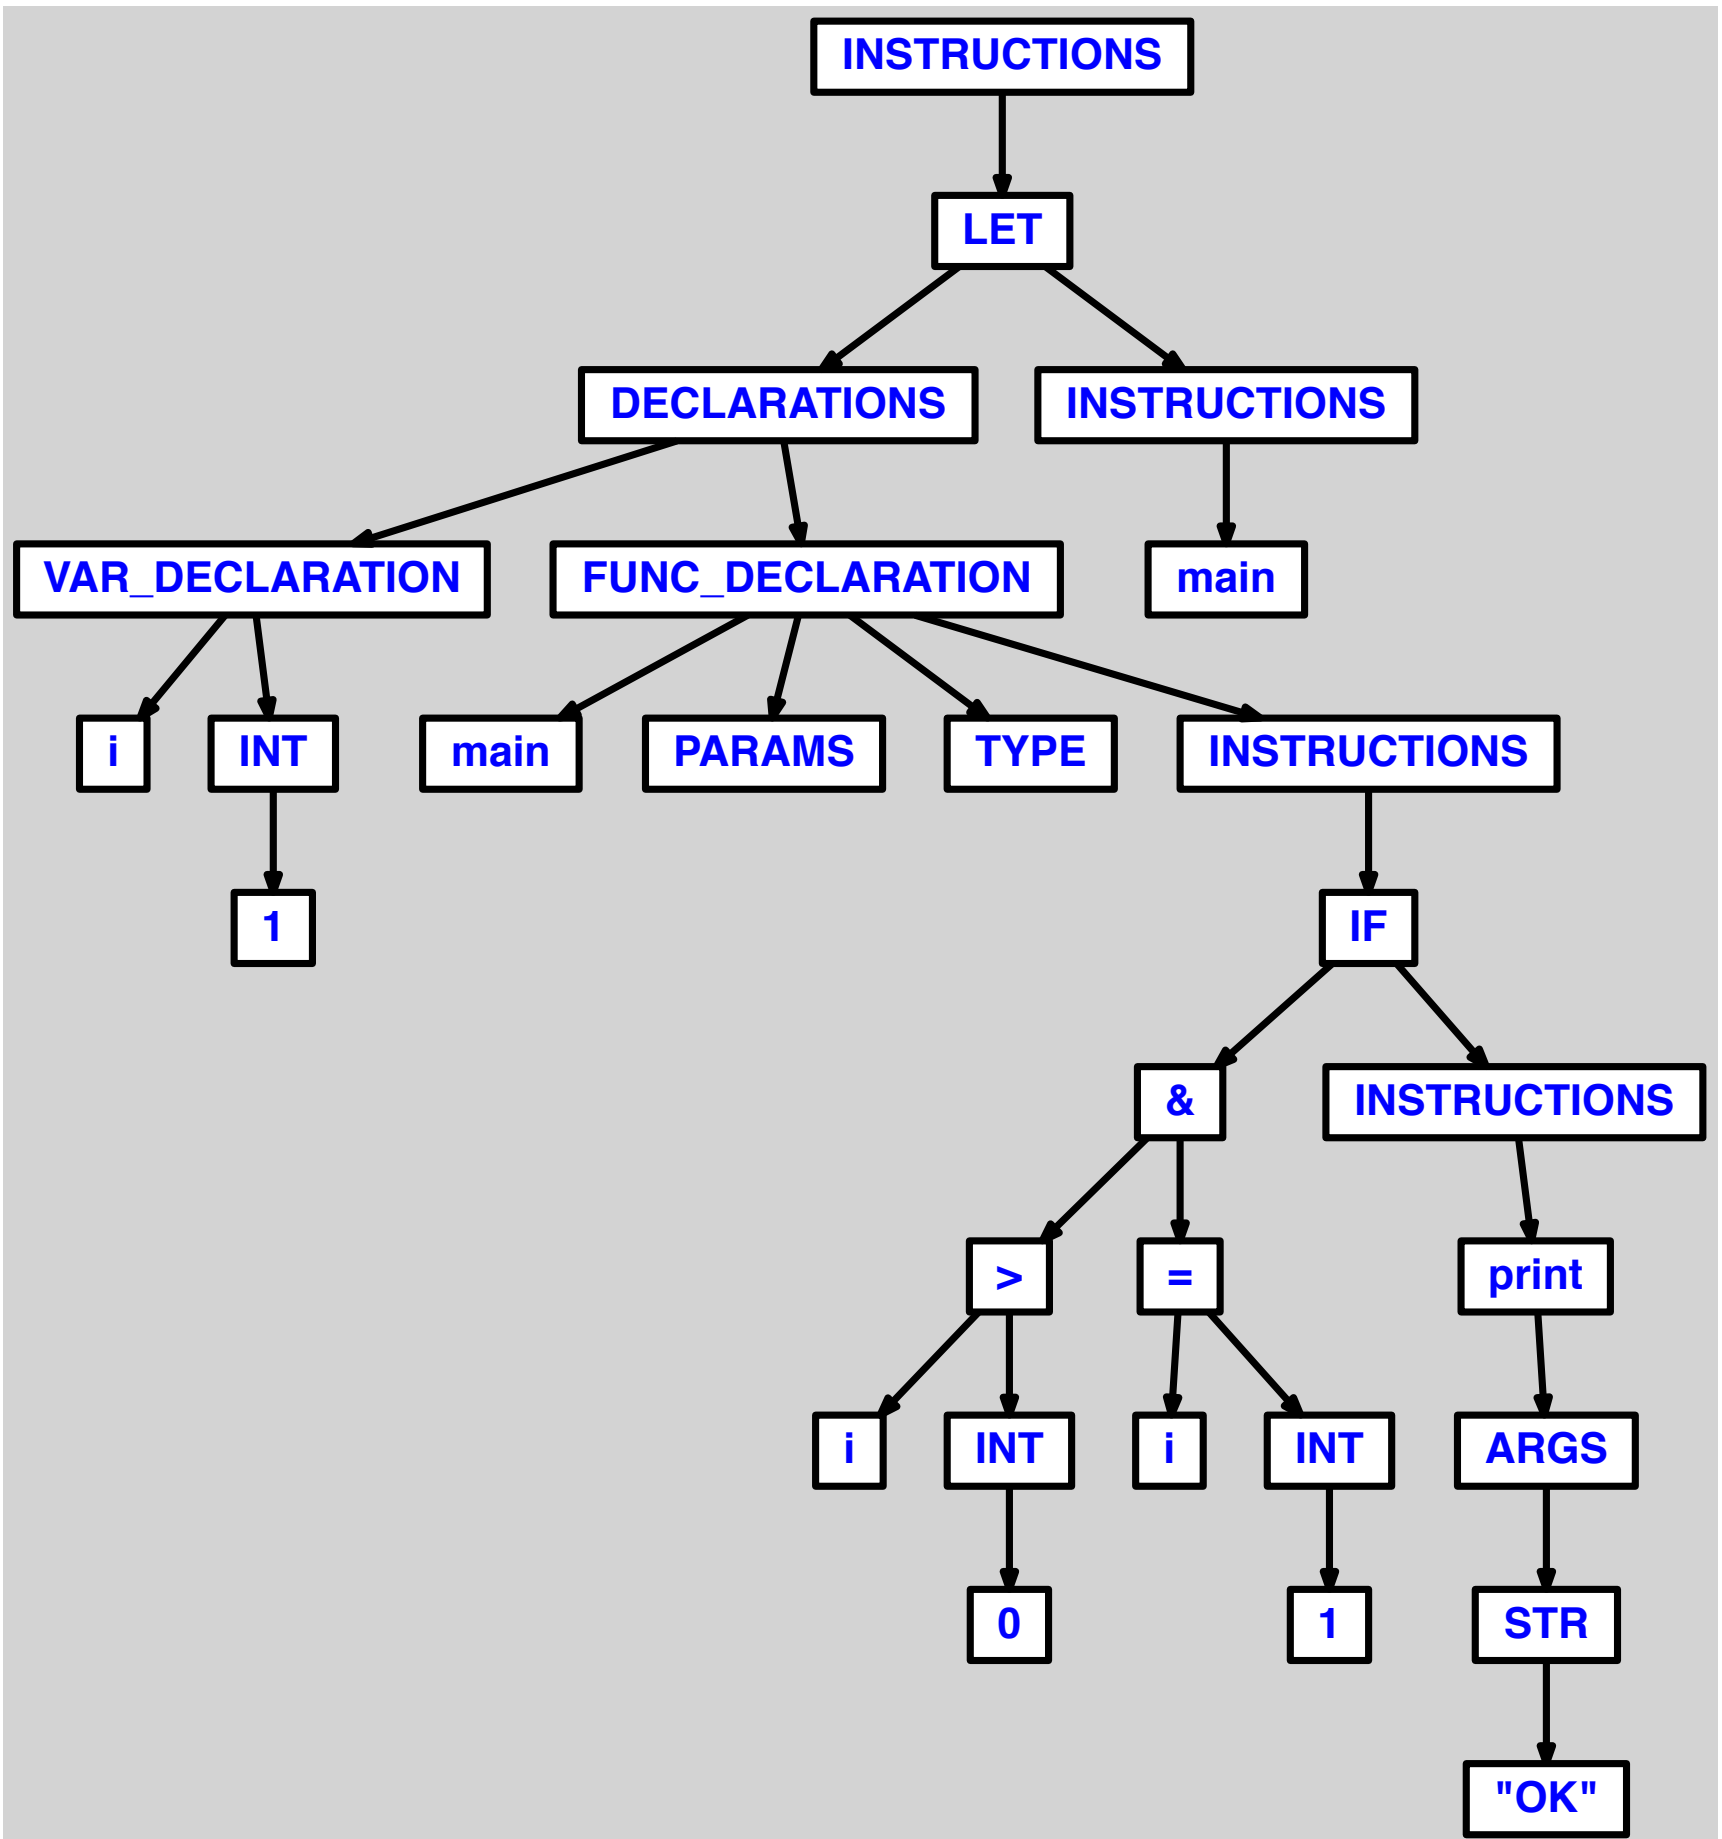 INSTRUCTIONS
LET
DECLARATIONS
INSTRUCTIONS
VAR_DECLARATION
FUNC_DECLARATION
main
i
INT
main
PARAMS
TYPE
INSTRUCTIONS
1
IF
&
INSTRUCTIONS
>
=
print
i
INT
i
INT
ARGS
0
1
STR
"OK"